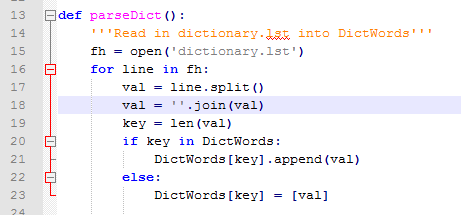 13 def parseDict():
14     '''Read in dictionary.lst into DictWords'''
15     fh = open('dictionary.lst')
16     for line in fh:
17         val = line.split()
18         val = ''.join(val)
19         key = len(val)
20         if key in DictWords:
21             DictWords[key].append(val)
22         else:
23             DictWords[key] = [val]
24